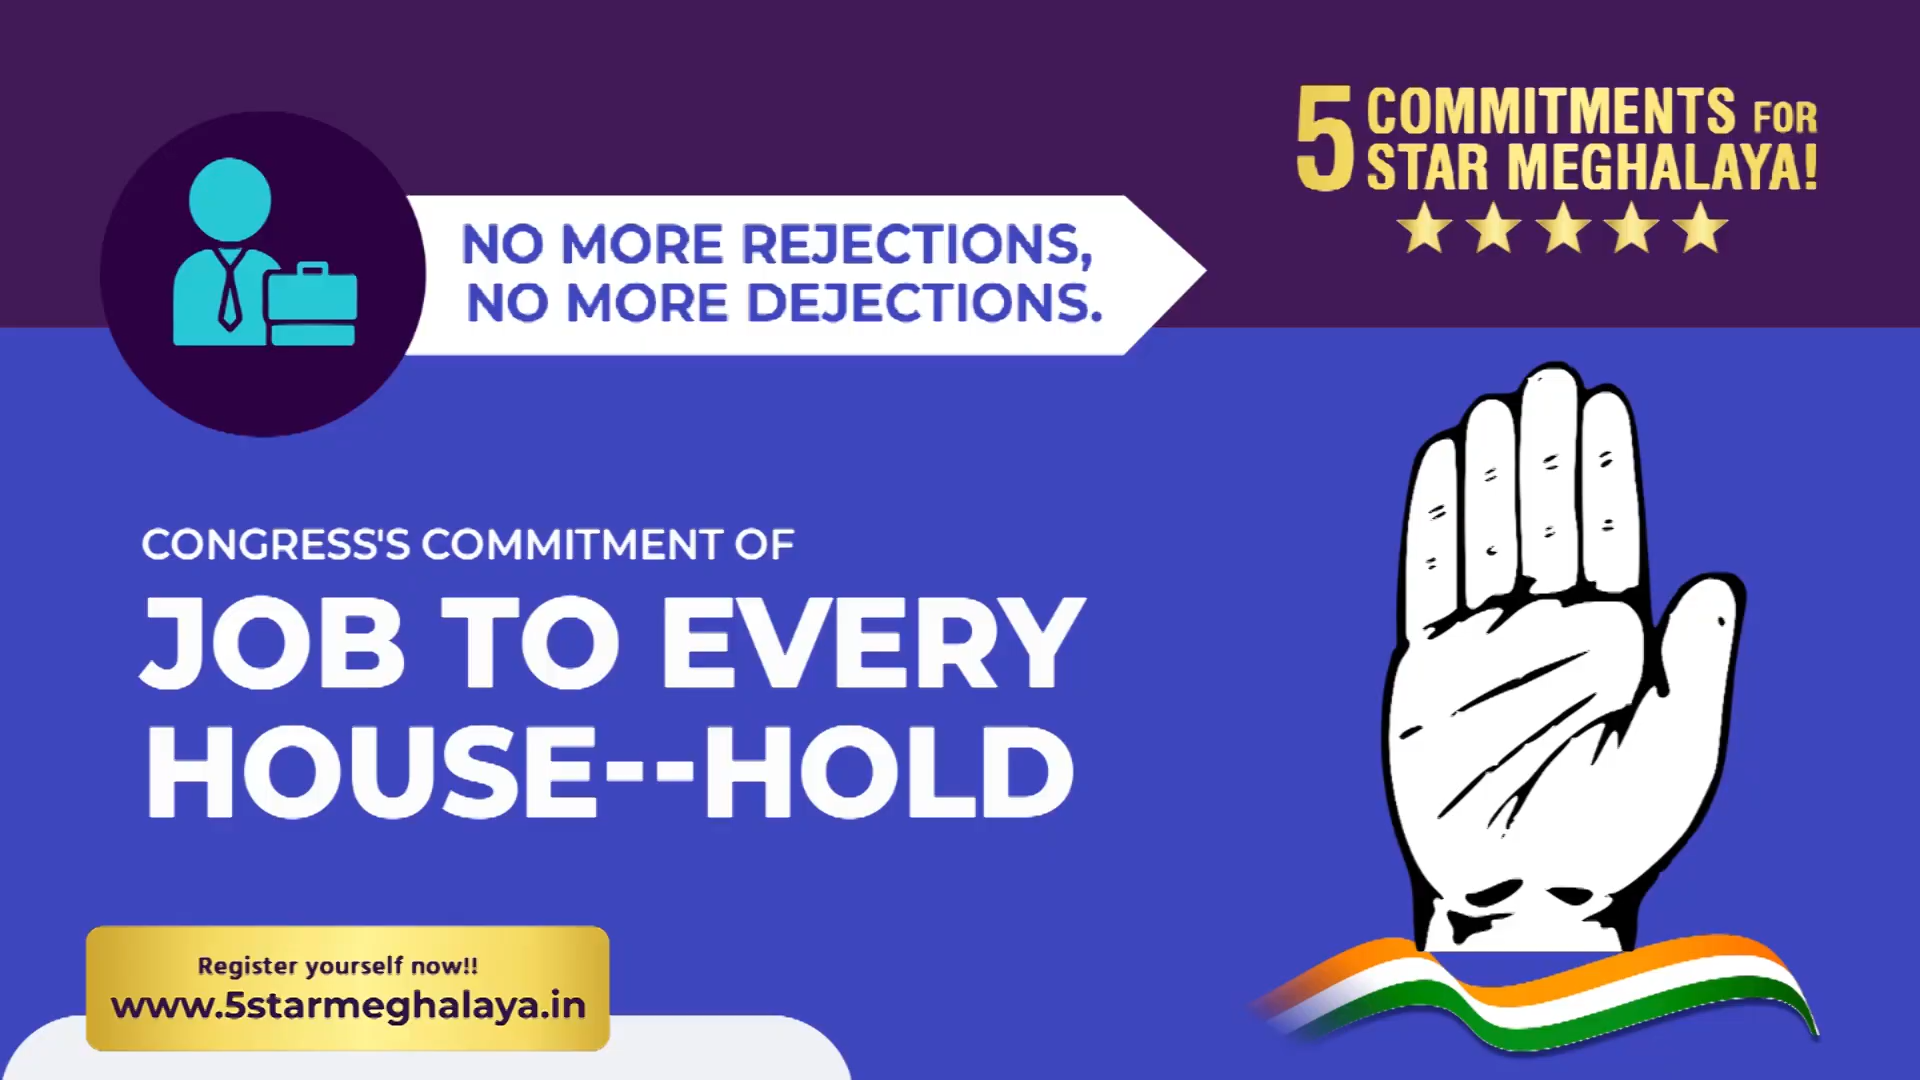 5 COMMITMENTS FOR
STAR MEGHALAYA!
NO MORE REJECTIONS,
NO MORE DEJECTIONS.
CONGRESS'S COMMITMENT OF
JOB TO EVERY
HOUSE--HOLD
Register yourself now!!
www.5starmeghalaya.in